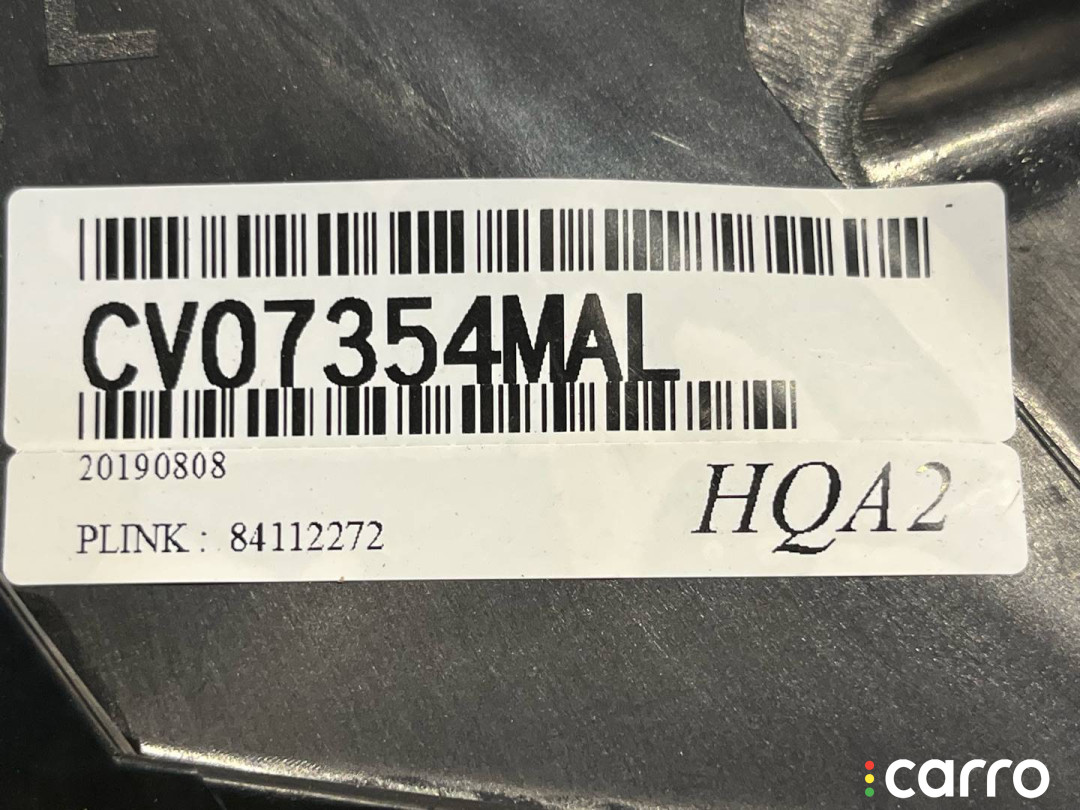 CV07354MAL
20190808
PLINK : 84112272
HQA2
carro